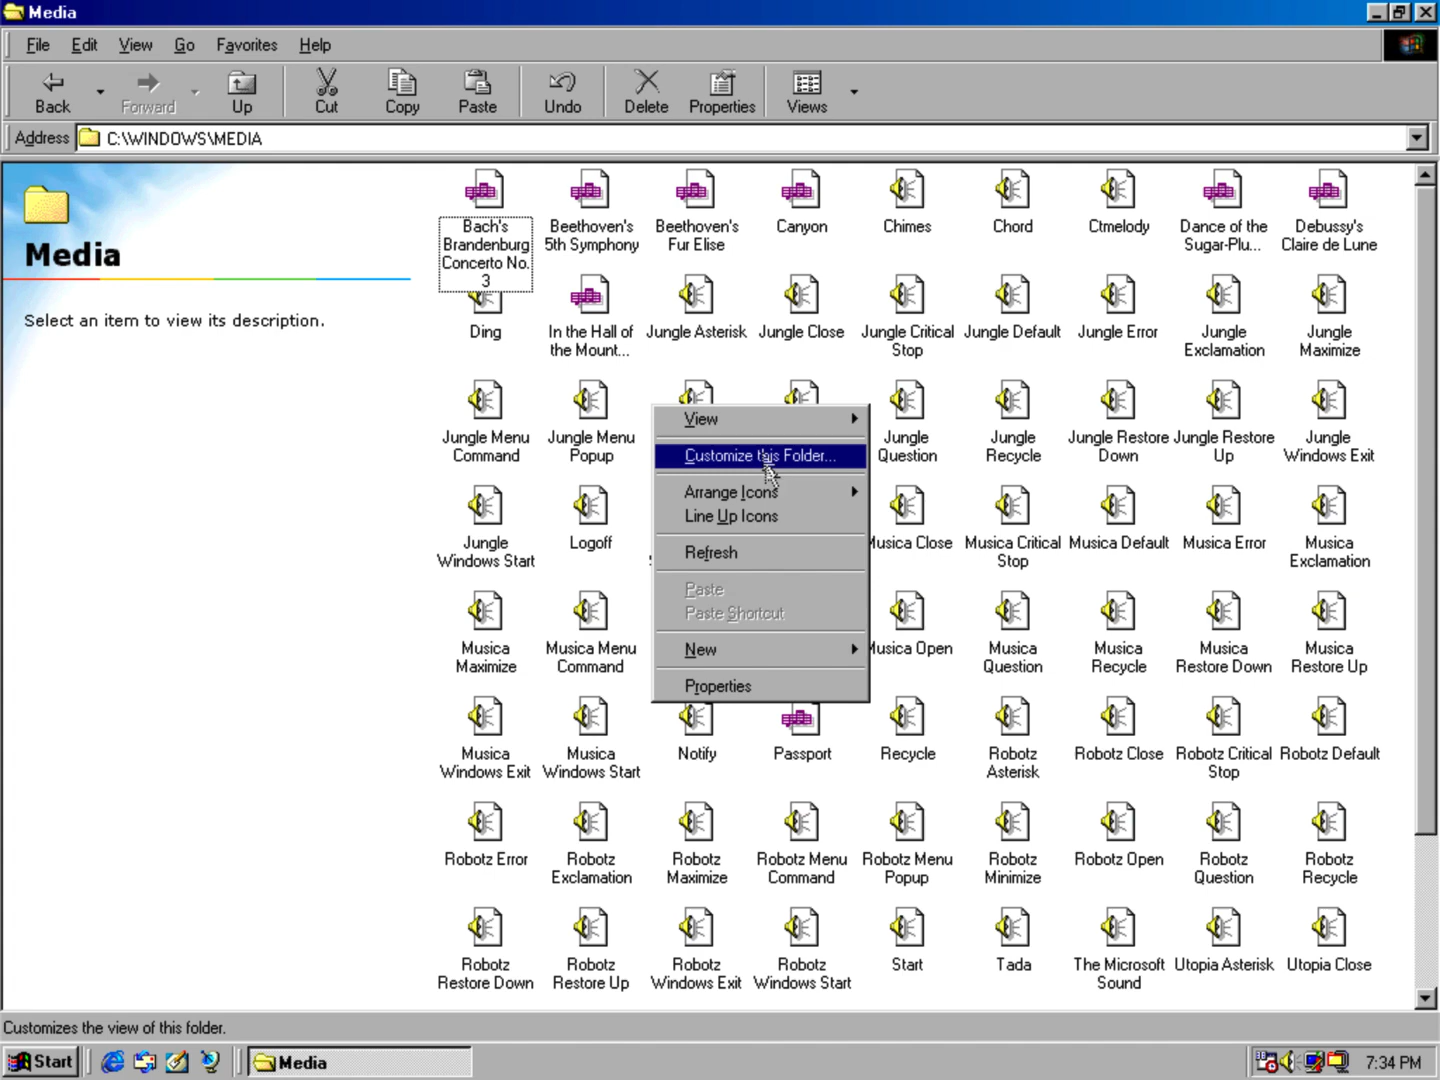 Media
File Edit View Go Favorites Help
Back Forward Up Cut Copy Paste Undo Delete Properties Views
Address C:\WINDOWS\MEDIA
Media
Select an item to view its description.
Bach's Brandenburg Concerto No. 3
Beethoven's 5th Symphony
Beethoven's Fur Elise
Canyon
Chimes
Chord
Ctmelody
Dance of the Sugar-Plu...
Debussy's Claire de Lune
Ding
In the Hall of the Mount...
Jungle Asterisk
Jungle Close
Jungle Critical Stop
Jungle Default
Jungle Error
Jungle Exclamation
Jungle Maximize
Jungle Menu Command
Jungle Menu Popup
Jungle Question
Jungle Recycle
Jungle Restore Down
Jungle Restore Up
Jungle Windows Exit
Jungle Windows Start
Logoff
Musica Close
Musica Critical Stop
Musica Default
Musica Error
Musica Exclamation
Musica Maximize
Musica Menu Command
Musica Open
Musica Question
Musica Recycle
Musica Restore Down
Musica Restore Up
Musica Windows Exit
Musica Windows Start
Notify
Passport
Recycle
Robotz Asterisk
Robotz Close
Robotz Critical Stop
Robotz Default
Robotz Error
Robotz Exclamation
Robotz Maximize
Robotz Menu Command
Robotz Menu Popup
Robotz Minimize
Robotz Open
Robotz Question
Robotz Recycle
Robotz Restore Down
Robotz Restore Up
Robotz Windows Exit
Robotz Windows Start
Start
Tada
The Microsoft Sound
Utopia Asterisk
Utopia Close
View
Customize this Folder...
Arrange Icons
Line Up Icons
Refresh
Paste
Paste Shortcut
New
Properties
Customizes the view of this folder.
Start Media 7:34 PM